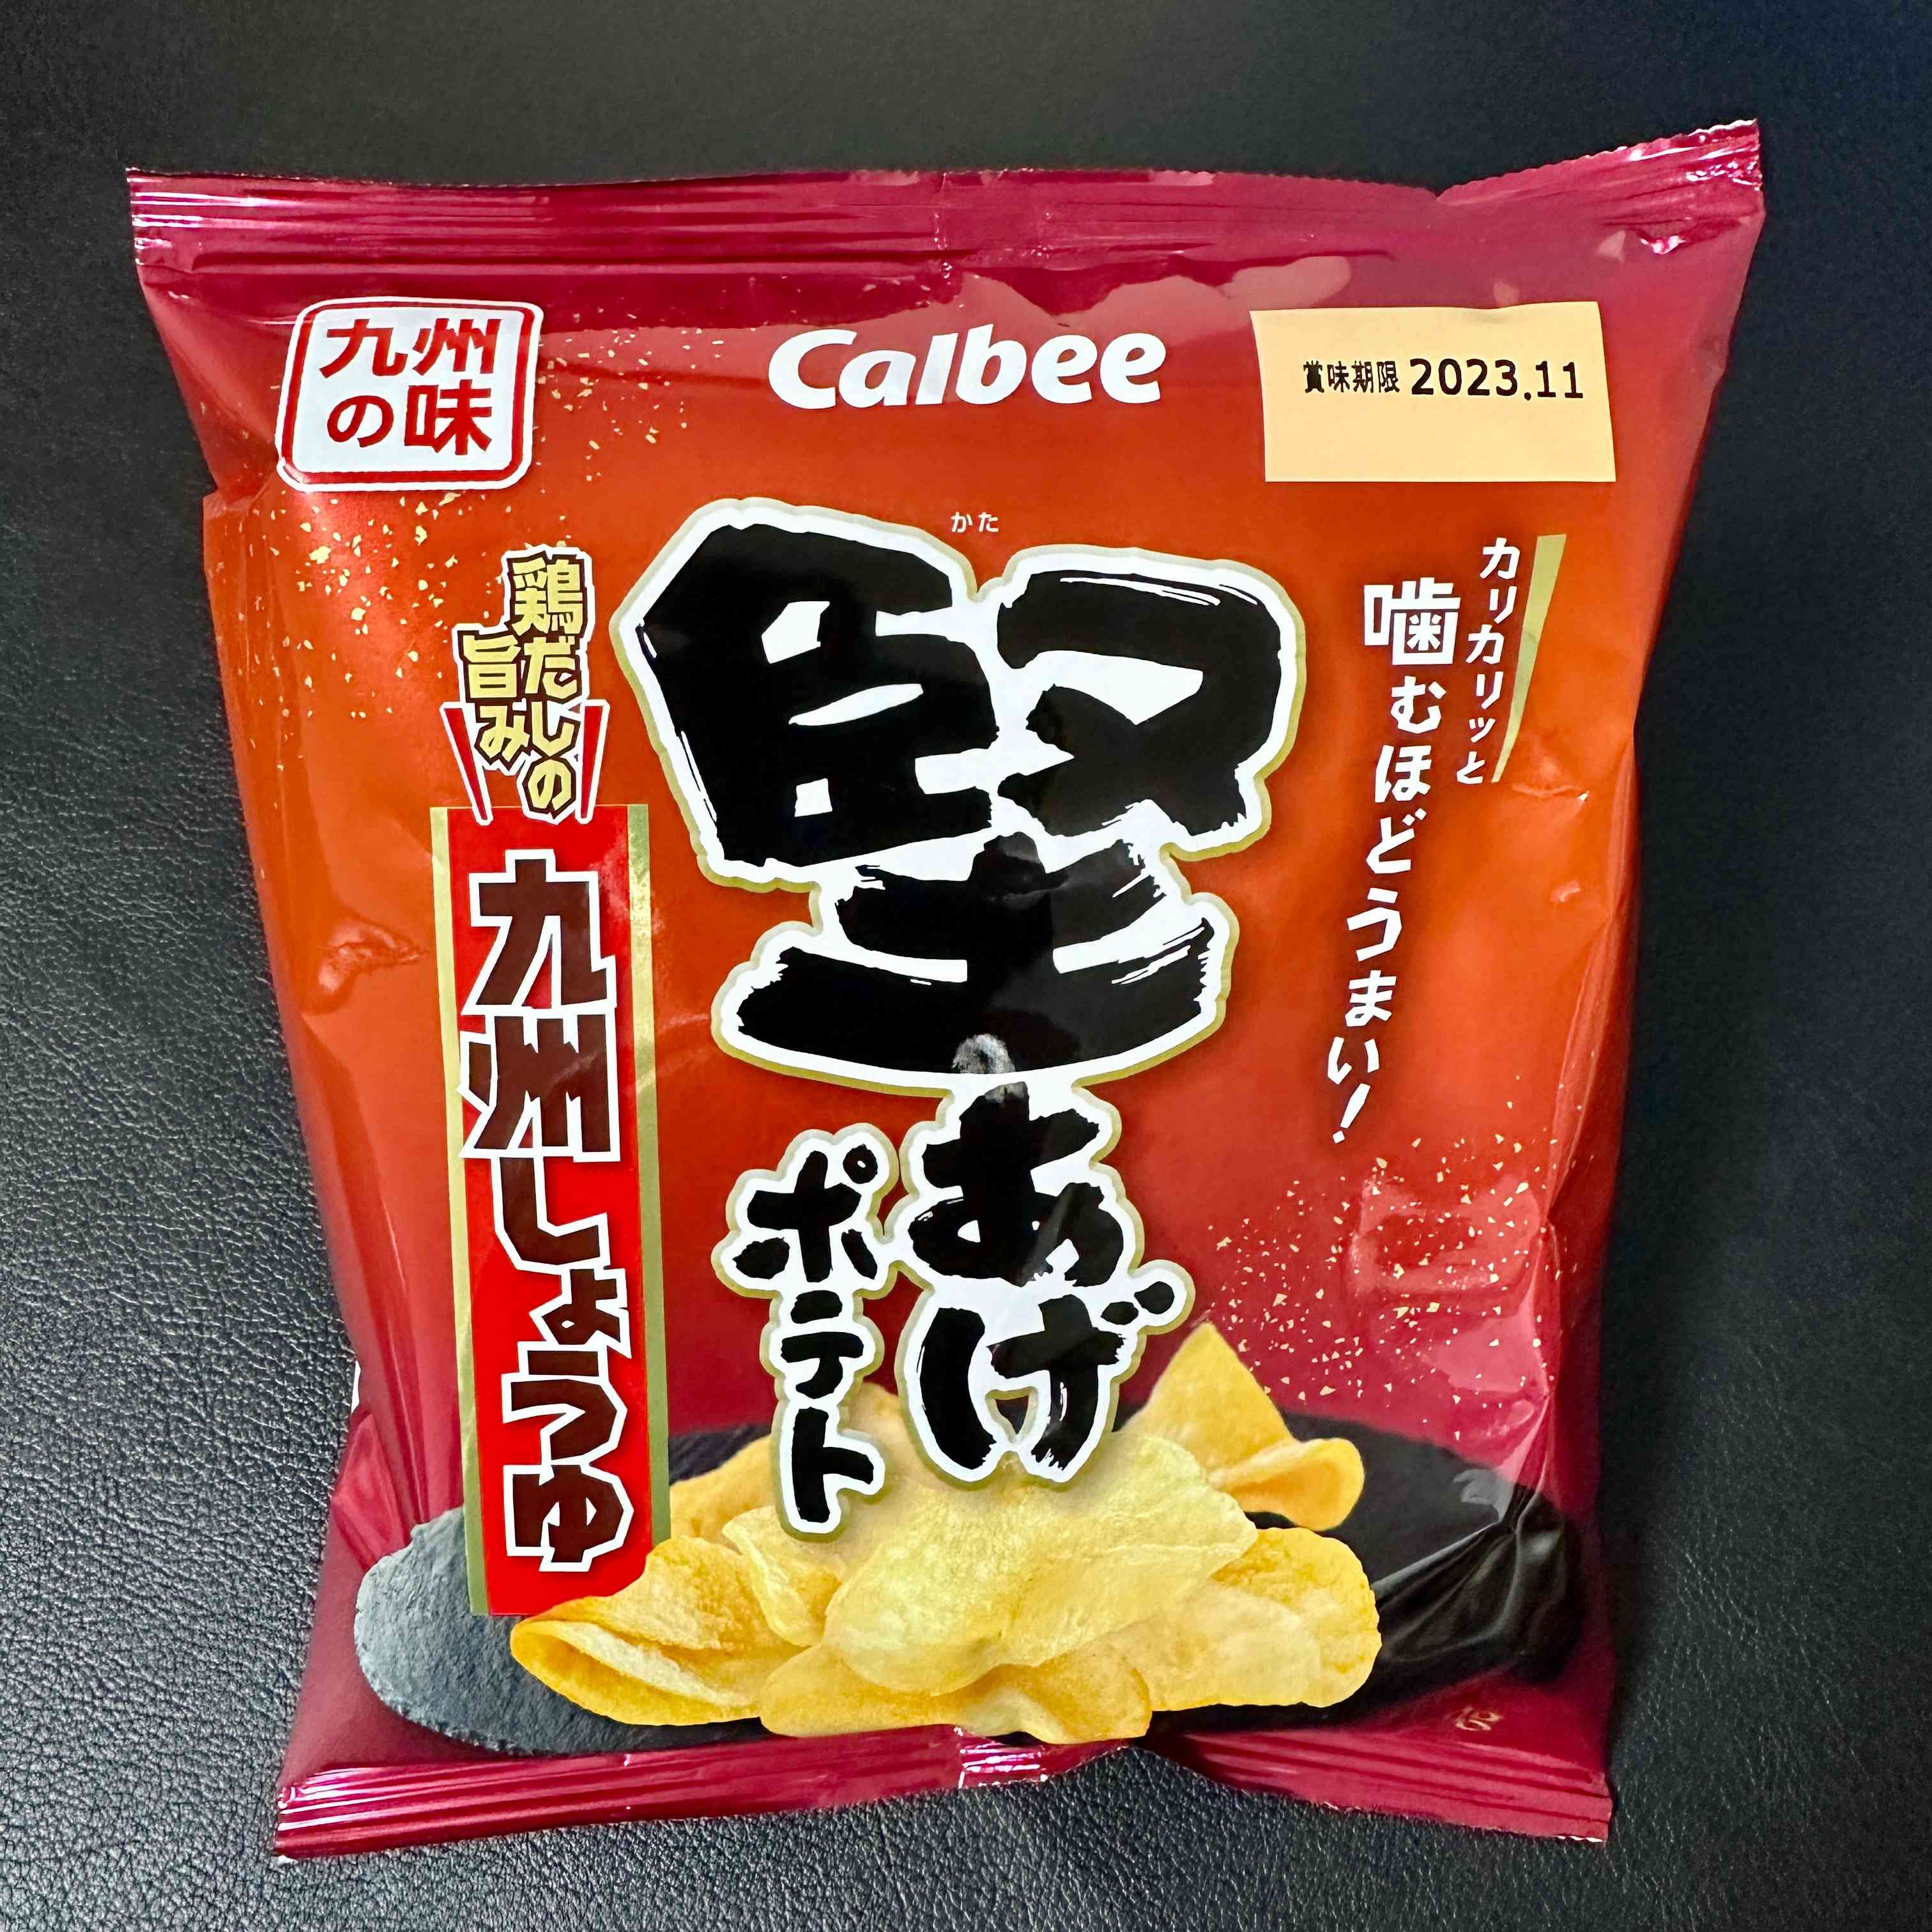 九州
の味
Calbee
賞味期限 2023.11
かた
堅あげ
ポテト
カリカリッと
噛むほどうまい!
鶏だしの
旨み
九州しょうゆ